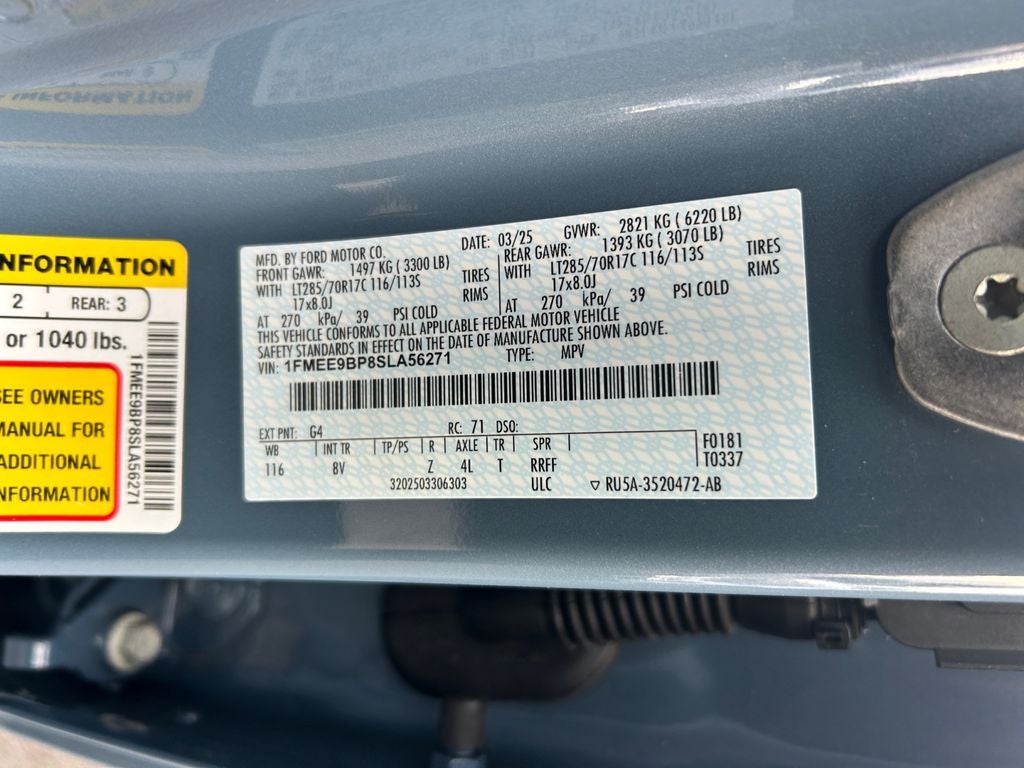 NFORMATION
2 REAR: 3
or 1040 lbs.
SEE OWNERS
MANUAL FOR
ADDITIONAL
INFORMATION
1FMEE9BP8SLA56271
MFD. BY FORD MOTOR CO. DATE: 03/25 GVWR: 2821 KG ( 6220 LB)
FRONT GAWR: 1497 KG ( 3300 LB) REAR GAWR: 1393 KG ( 3070 LB)
WITH LT285/70R17C 116/113S TIRES WITH LT285/70R17C 116/113S TIRES
17x8.0J RIMS 17x8.0J RIMS
AT 270 kPa/ 39 PSI COLD AT 270 kPa/ 39 PSI COLD
THIS VEHICLE CONFORMS TO ALL APPLICABLE FEDERAL MOTOR VEHICLE
SAFETY STANDARDS IN EFFECT ON THE DATE OF MANUFACTURE SHOWN ABOVE.
VIN: 1FMEE9BP8SLA56271 TYPE: MPV
EXT PNT: G4 RC: 71 DSO:
WB INT TR TP/PS R AXLE TR SPR F0181
116 8V Z 4L T RRFF T0337
3202503306303 ULC RU5A-3520472-AB
INFORMATION